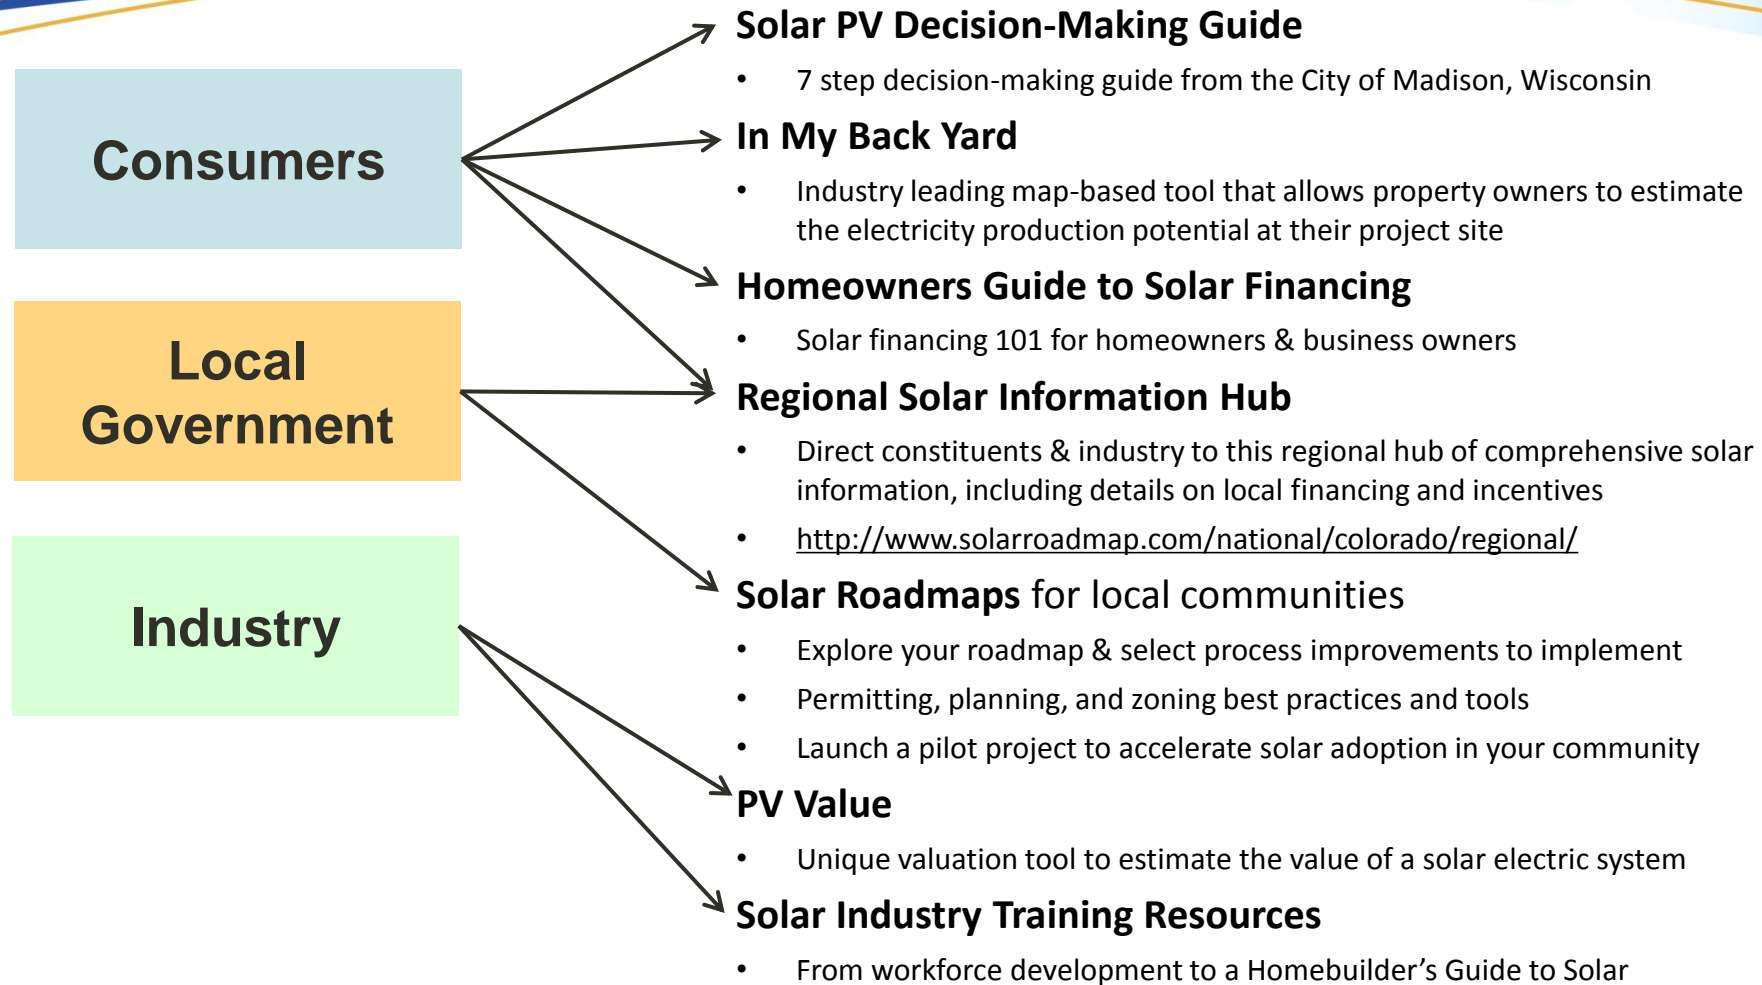 Consumers
Local
Government
Industry
Solar PV Decision-Making Guide
• 7 step decision-making guide from the City of Madison, Wisconsin
In My Back Yard
• Industry leading map-based tool that allows property owners to estimate
the electricity production potential at their project site
Homeowners Guide to Solar Financing
• Solar financing 101 for homeowners & business owners
Regional Solar Information Hub
• Direct constituents & industry to this regional hub of comprehensive solar
information, including details on local financing and incentives
• http://www.solarroadmap.com/national/colorado/regional/
Solar Roadmaps for local communities
• Explore your roadmap & select process improvements to implement
• Permitting, planning, and zoning best practices and tools
• Launch a pilot project to accelerate solar adoption in your community
PV Value
• Unique valuation tool to estimate the value of a solar electric system
Solar Industry Training Resources
• From workforce development to a Homebuilder’s Guide to Solar